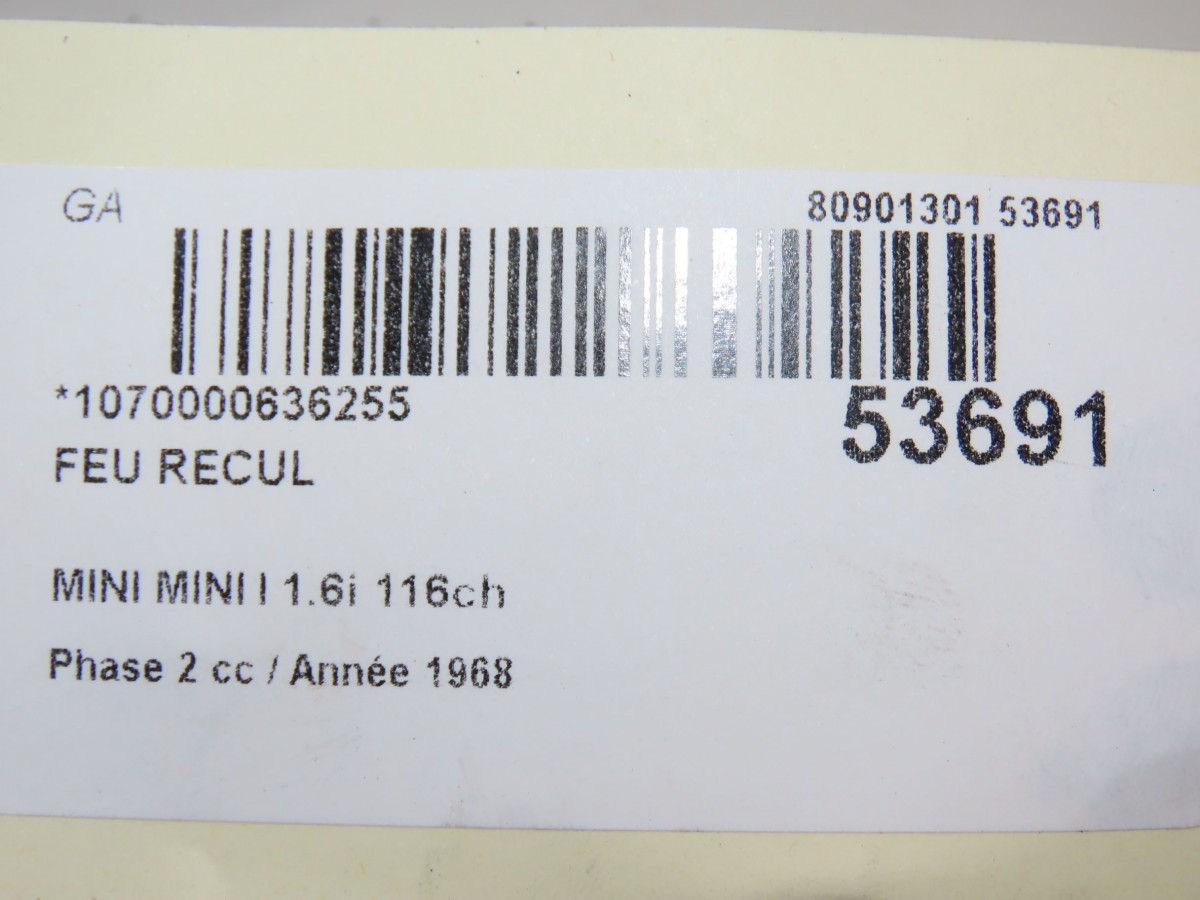 GA
80901301 53691
*1070000636255
53691
FEU RECUL
MINI MINI I 1.6i 116ch
Phase 2 cc / Année 1968